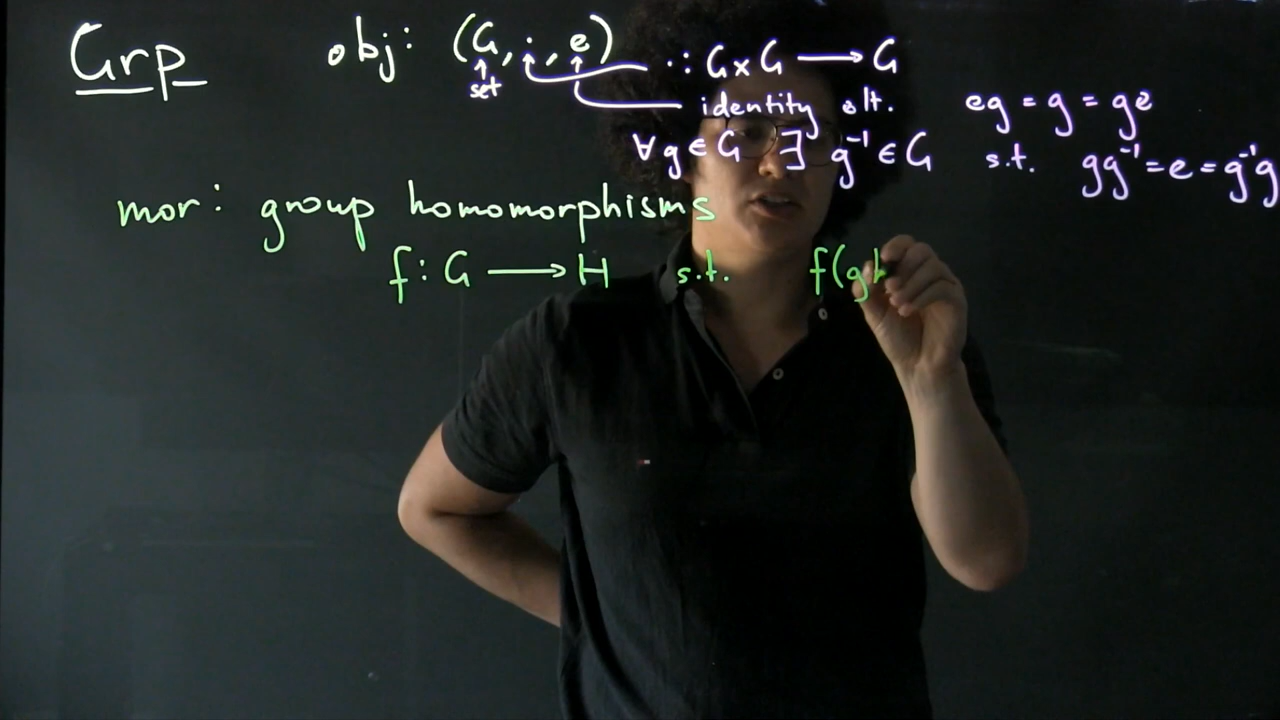 Grp obj: (G, ·, e) ·: G × G ⟶ G
set
identity elt. eg = g = ge
∀ g ∈ G ∃ g⁻¹ ∈ G s.t. gg⁻¹ = e = g⁻¹g
mor: group homomorphisms
f: G ⟶ H s.t. f(g